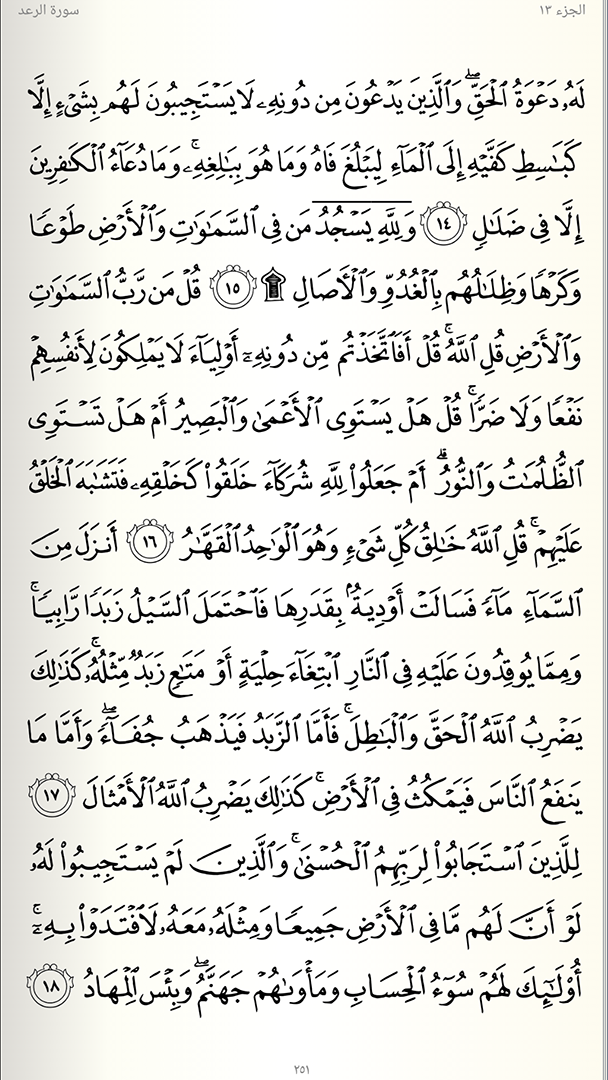 الجزء ١٣
سورة الرعد
لَهُۥ دَعْوَةُ ٱلْحَقِّ ۖ وَٱلَّذِينَ يَدْعُونَ مِن دُونِهِۦ لَا يَسْتَجِيبُونَ لَهُم بِشَىْءٍ إِلَّا
كَبَٰسِطِ كَفَّيْهِ إِلَى ٱلْمَآءِ لِيَبْلُغَ فَاهُ وَمَا هُوَ بِبَٰلِغِهِۦ ۚ وَمَا دُعَآءُ ٱلْكَٰفِرِينَ
إِلَّا فِى ضَلَٰلٍ ١٤ وَلِلَّهِ يَسْجُدُ مَن فِى ٱلسَّمَٰوَٰتِ وَٱلْأَرْضِ طَوْعًا
وَكَرْهًا وَظِلَٰلُهُم بِٱلْغُدُوِّ وَٱلْءَاصَالِ ۩ ١٥ قُلْ مَن رَّبُّ ٱلسَّمَٰوَٰتِ
وَٱلْأَرْضِ قُلِ ٱللَّهُ ۚ قُلْ أَفَٱتَّخَذْتُم مِّن دُونِهِۦٓ أَوْلِيَآءَ لَا يَمْلِكُونَ لِأَنفُسِهِمْ
نَفْعًا وَلَا ضَرًّا ۚ قُلْ هَلْ يَسْتَوِى ٱلْأَعْمَىٰ وَٱلْبَصِيرُ أَمْ هَلْ تَسْتَوِى
ٱلظُّلُمَٰتُ وَٱلنُّورُ ۗ أَمْ جَعَلُوا۟ لِلَّهِ شُرَكَآءَ خَلَقُوا۟ كَخَلْقِهِۦ فَتَشَٰبَهَ ٱلْخَلْقُ
عَلَيْهِمْ ۚ قُلِ ٱللَّهُ خَٰلِقُ كُلِّ شَىْءٍ وَهُوَ ٱلْوَٰحِدُ ٱلْقَهَّٰرُ ١٦ أَنزَلَ مِنَ
ٱلسَّمَآءِ مَآءً فَسَالَتْ أَوْدِيَةٌۢ بِقَدَرِهَا فَٱحْتَمَلَ ٱلسَّيْلُ زَبَدًا رَّابِيًا ۚ
وَمِمَّا يُوقِدُونَ عَلَيْهِ فِى ٱلنَّارِ ٱبْتِغَآءَ حِلْيَةٍ أَوْ مَتَٰعٍ زَبَدٌ مِّثْلُهُۥ ۚ كَذَٰلِكَ
يَضْرِبُ ٱللَّهُ ٱلْحَقَّ وَٱلْبَٰطِلَ ۚ فَأَمَّا ٱلزَّبَدُ فَيَذْهَبُ جُفَآءً ۖ وَأَمَّا مَا
يَنفَعُ ٱلنَّاسَ فَيَمْكُثُ فِى ٱلْأَرْضِ ۚ كَذَٰلِكَ يَضْرِبُ ٱللَّهُ ٱلْأَمْثَالَ ١٧
لِلَّذِينَ ٱسْتَجَابُوا۟ لِرَبِّهِمُ ٱلْحُسْنَىٰ ۚ وَٱلَّذِينَ لَمْ يَسْتَجِيبُوا۟ لَهُۥ
لَوْ أَنَّ لَهُم مَّا فِى ٱلْأَرْضِ جَمِيعًا وَمِثْلَهُۥ مَعَهُۥ لَٱفْتَدَوْا۟ بِهِۦٓ ۚ
أُو۟لَٰٓئِكَ لَهُمْ سُوٓءُ ٱلْحِسَابِ وَمَأْوَىٰهُمْ جَهَنَّمُ ۖ وَبِئْسَ ٱلْمِهَادُ ١٨
٢٥١